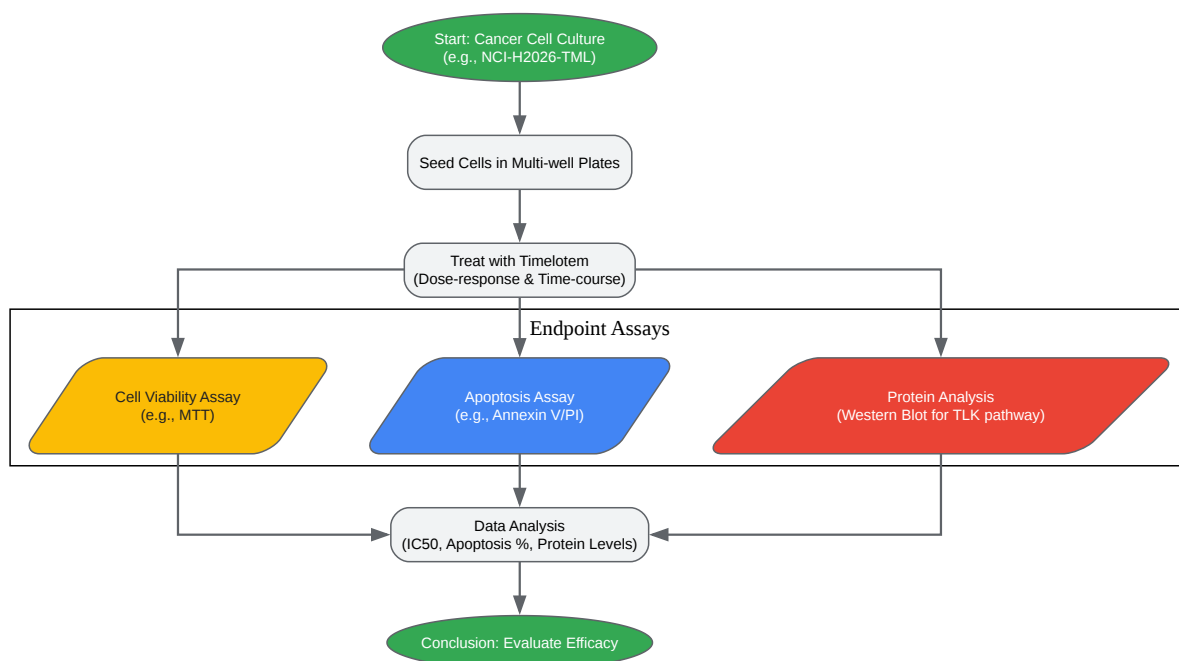 Start: Cancer Cell Culture
(e.g., NCI-H2026-TML)
Seed Cells in Multi-well Plates
Treat with Timelotem
(Dose-response & Time-course)
Endpoint Assays
Cell Viability Assay
(e.g., MTT)
Apoptosis Assay
(e.g., Annexin V/PI)
Protein Analysis
(Western Blot for TLK pathway)
Data Analysis
(IC50, Apoptosis %, Protein Levels)
Conclusion: Evaluate Efficacy